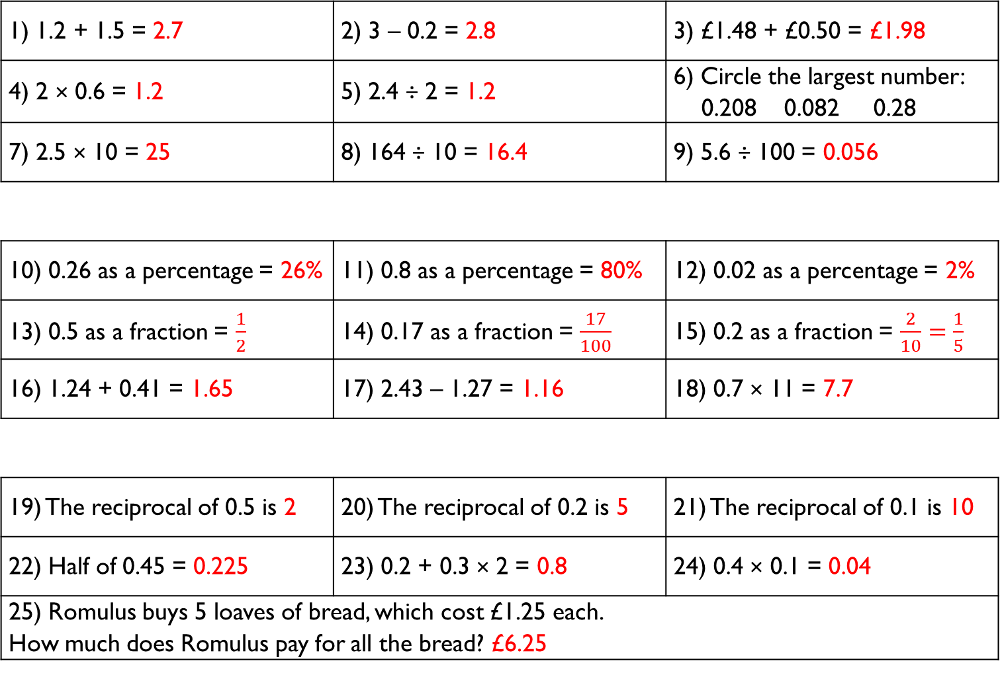 1) 1.2 + 1.5 = 2.7
2) 3 – 0.2 = 2.8
3) £1.48 + £0.50 = £1.98
4) 2 × 0.6 = 1.2
5) 2.4 ÷ 2 = 1.2
6) Circle the largest number:
0.208 0.082 0.28
7) 2.5 × 10 = 25
8) 164 ÷ 10 = 16.4
9) 5.6 ÷ 100 = 0.056
10) 0.26 as a percentage = 26%
11) 0.8 as a percentage = 80%
12) 0.02 as a percentage = 2%
13) 0.5 as a fraction = 1/2
14) 0.17 as a fraction = 17/100
15) 0.2 as a fraction = 2/10 = 1/5
16) 1.24 + 0.41 = 1.65
17) 2.43 – 1.27 = 1.16
18) 0.7 × 11 = 7.7
19) The reciprocal of 0.5 is 2
20) The reciprocal of 0.2 is 5
21) The reciprocal of 0.1 is 10
22) Half of 0.45 = 0.225
23) 0.2 + 0.3 × 2 = 0.8
24) 0.4 × 0.1 = 0.04
25) Romulus buys 5 loaves of bread, which cost £1.25 each.
How much does Romulus pay for all the bread? £6.25